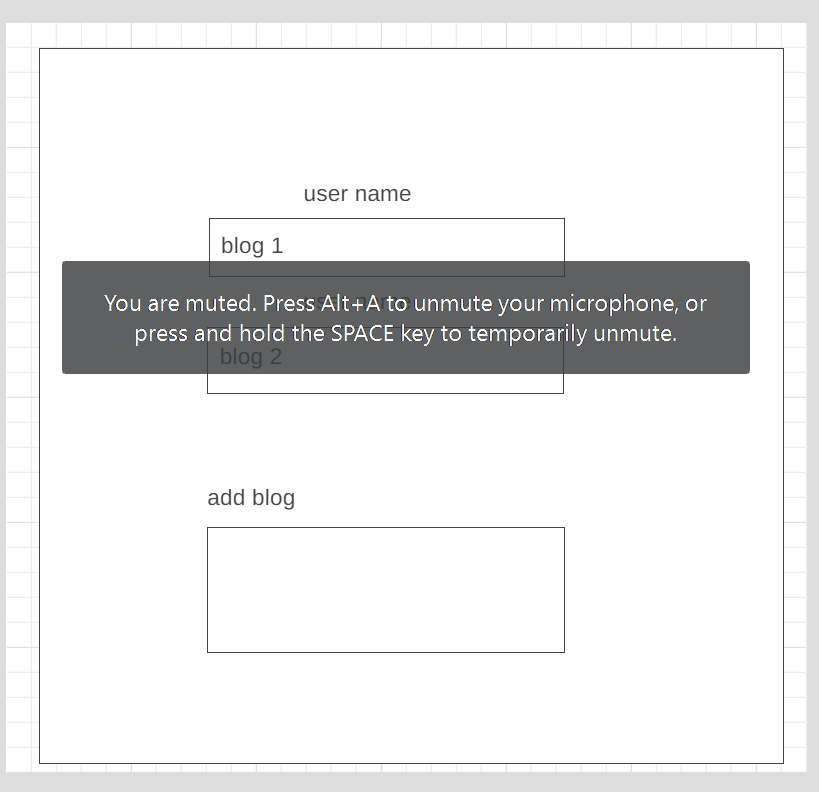 user name
blog 1
You are muted. Press Alt+A to unmute your microphone, or
press and hold the SPACE key to temporarily unmute.
blog 2
add blog